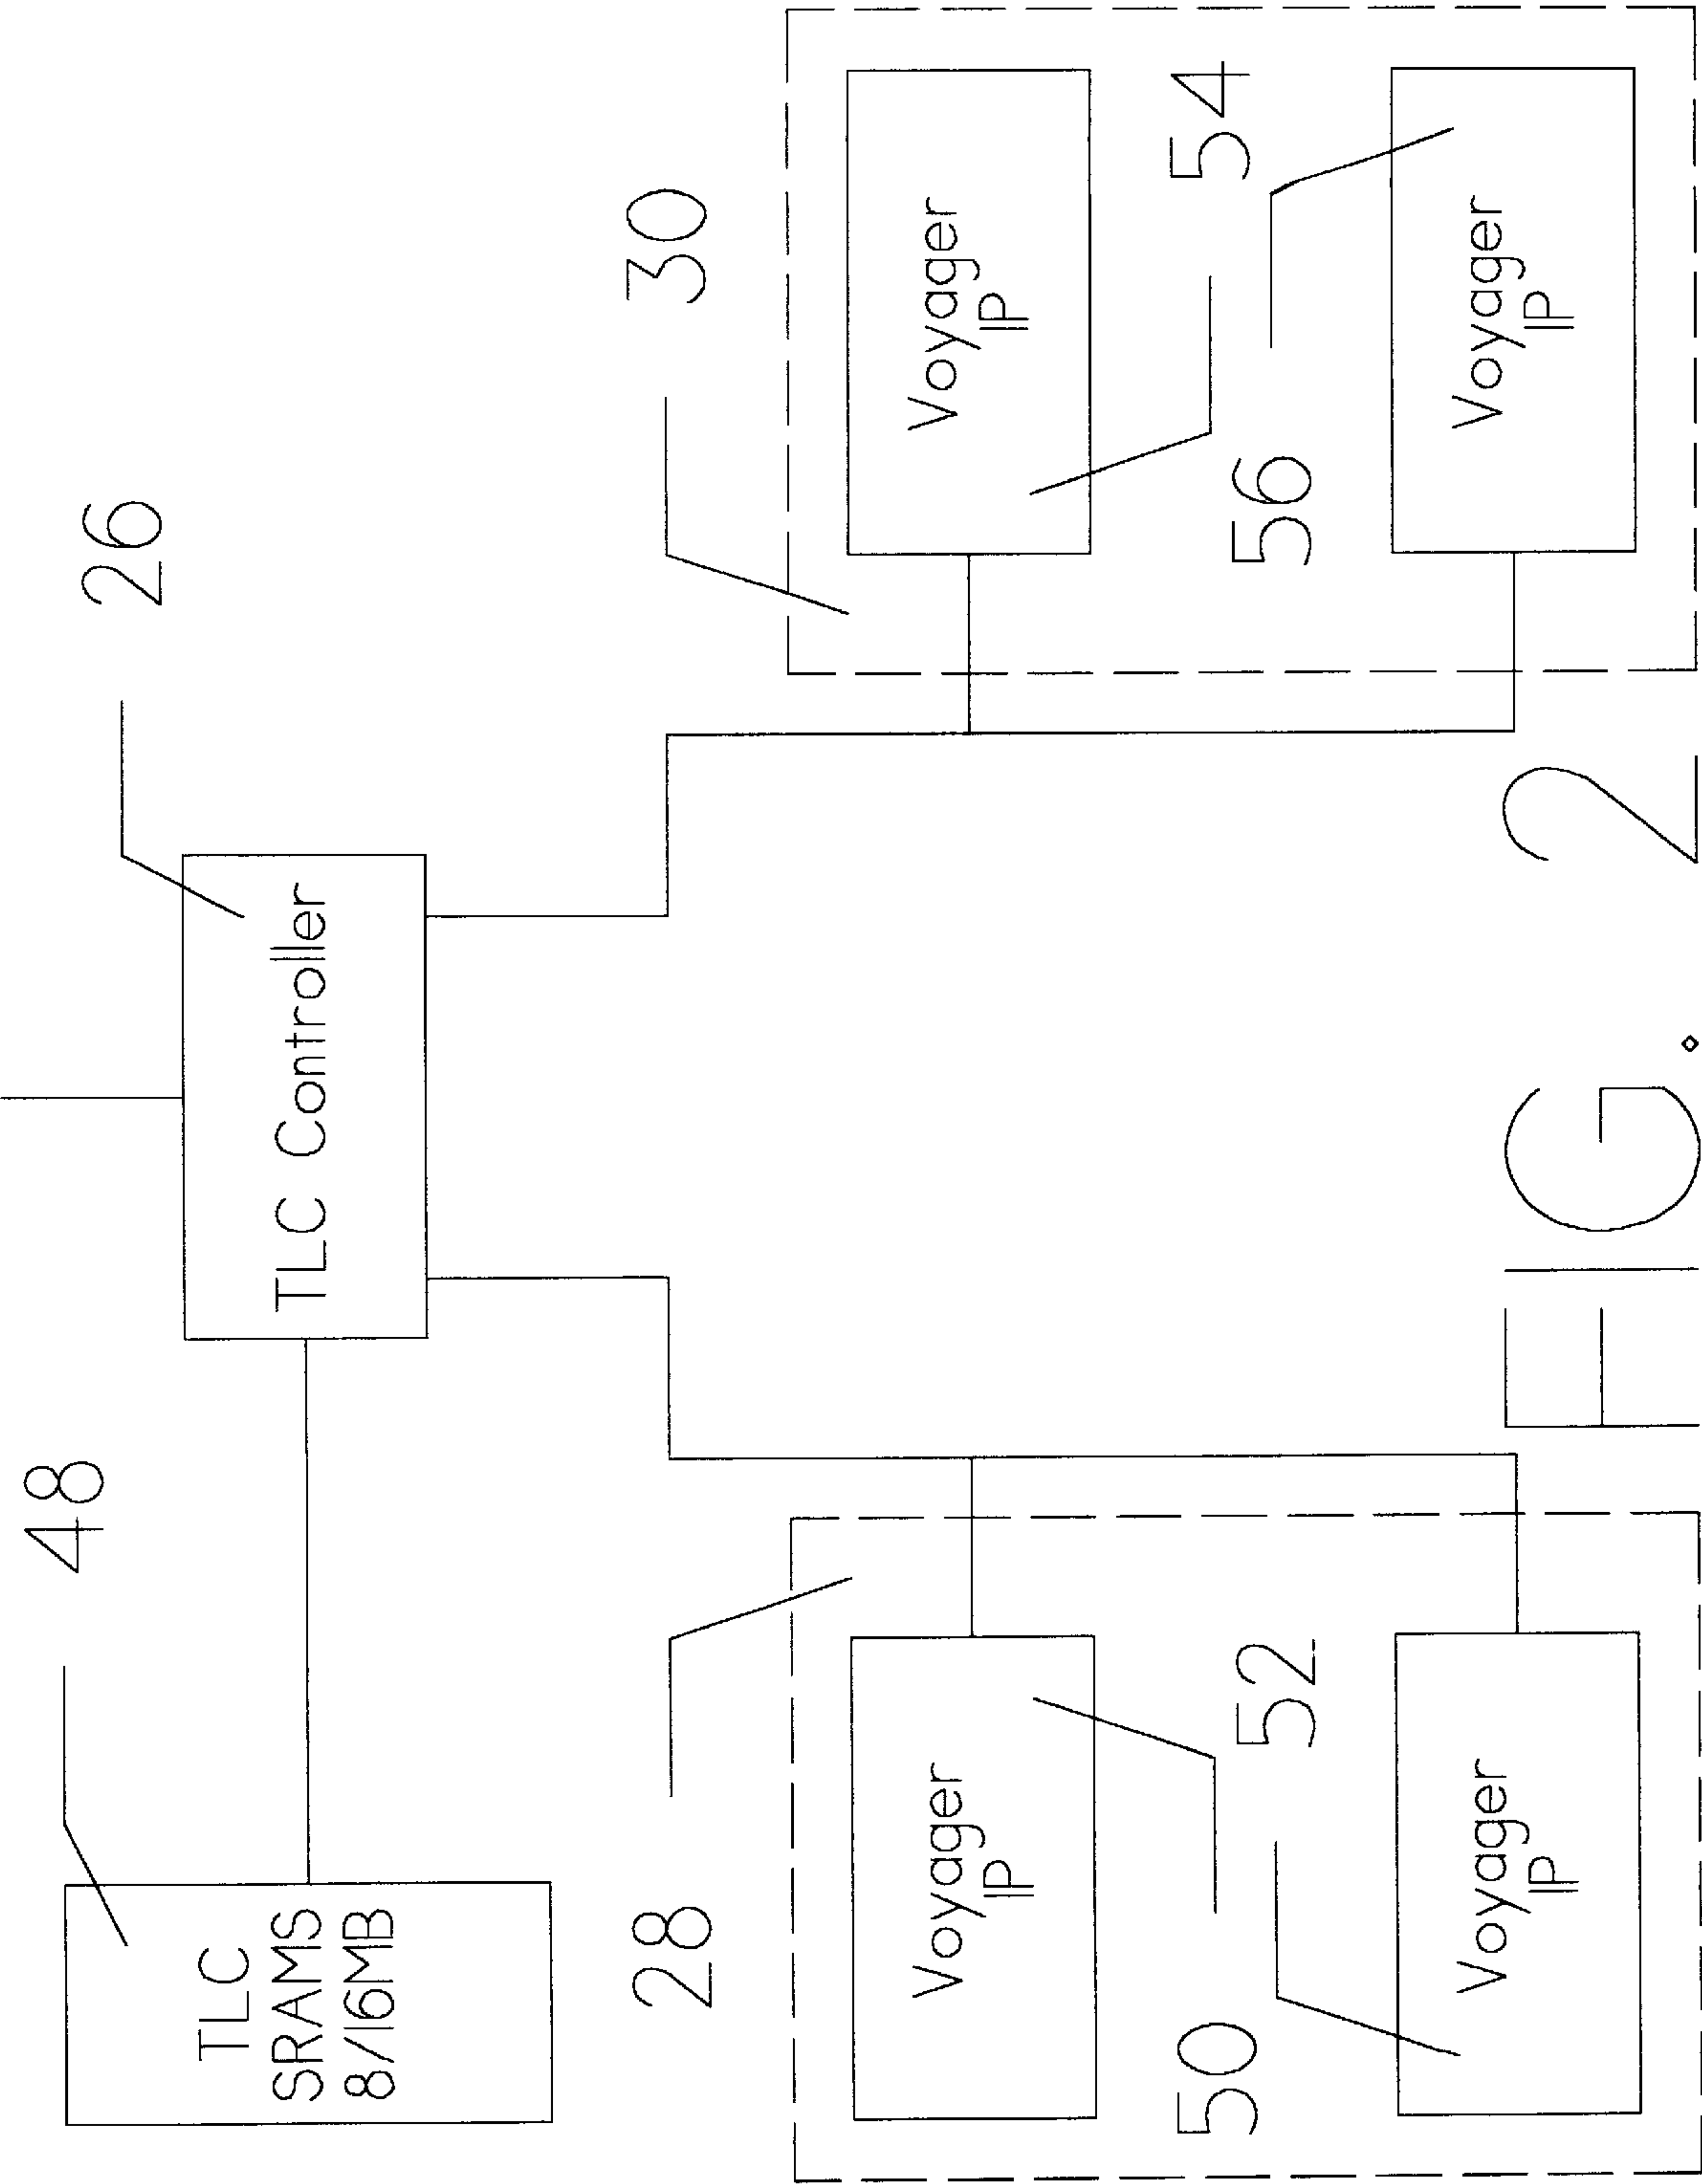 48
26
TLC
SRAMS
8/16MB
TLC Controller
28
30
Voyager
IP
Voyager
IP
50
52
56
54
Voyager
IP
Voyager
IP
FIG. 2